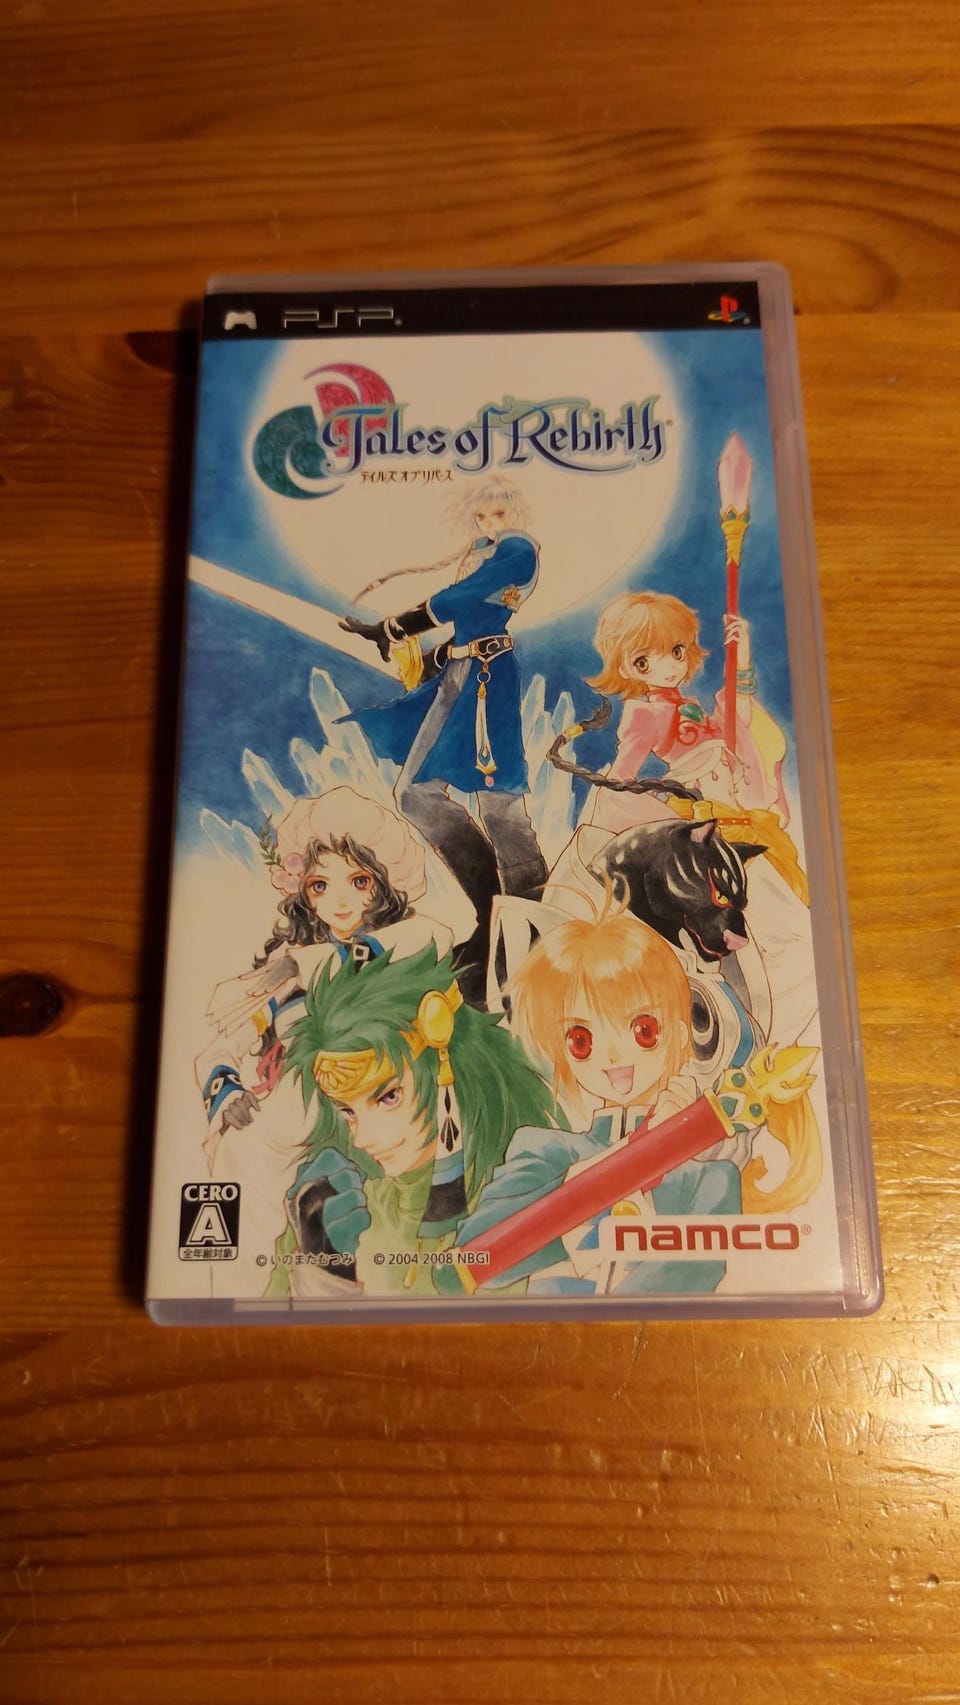 PSP®
Tales of Rebirth®
テイルズ オブ リバース
CERO
A
全年齢対象
©いのまたむつみ ©2004 2008 NBGI
namco®